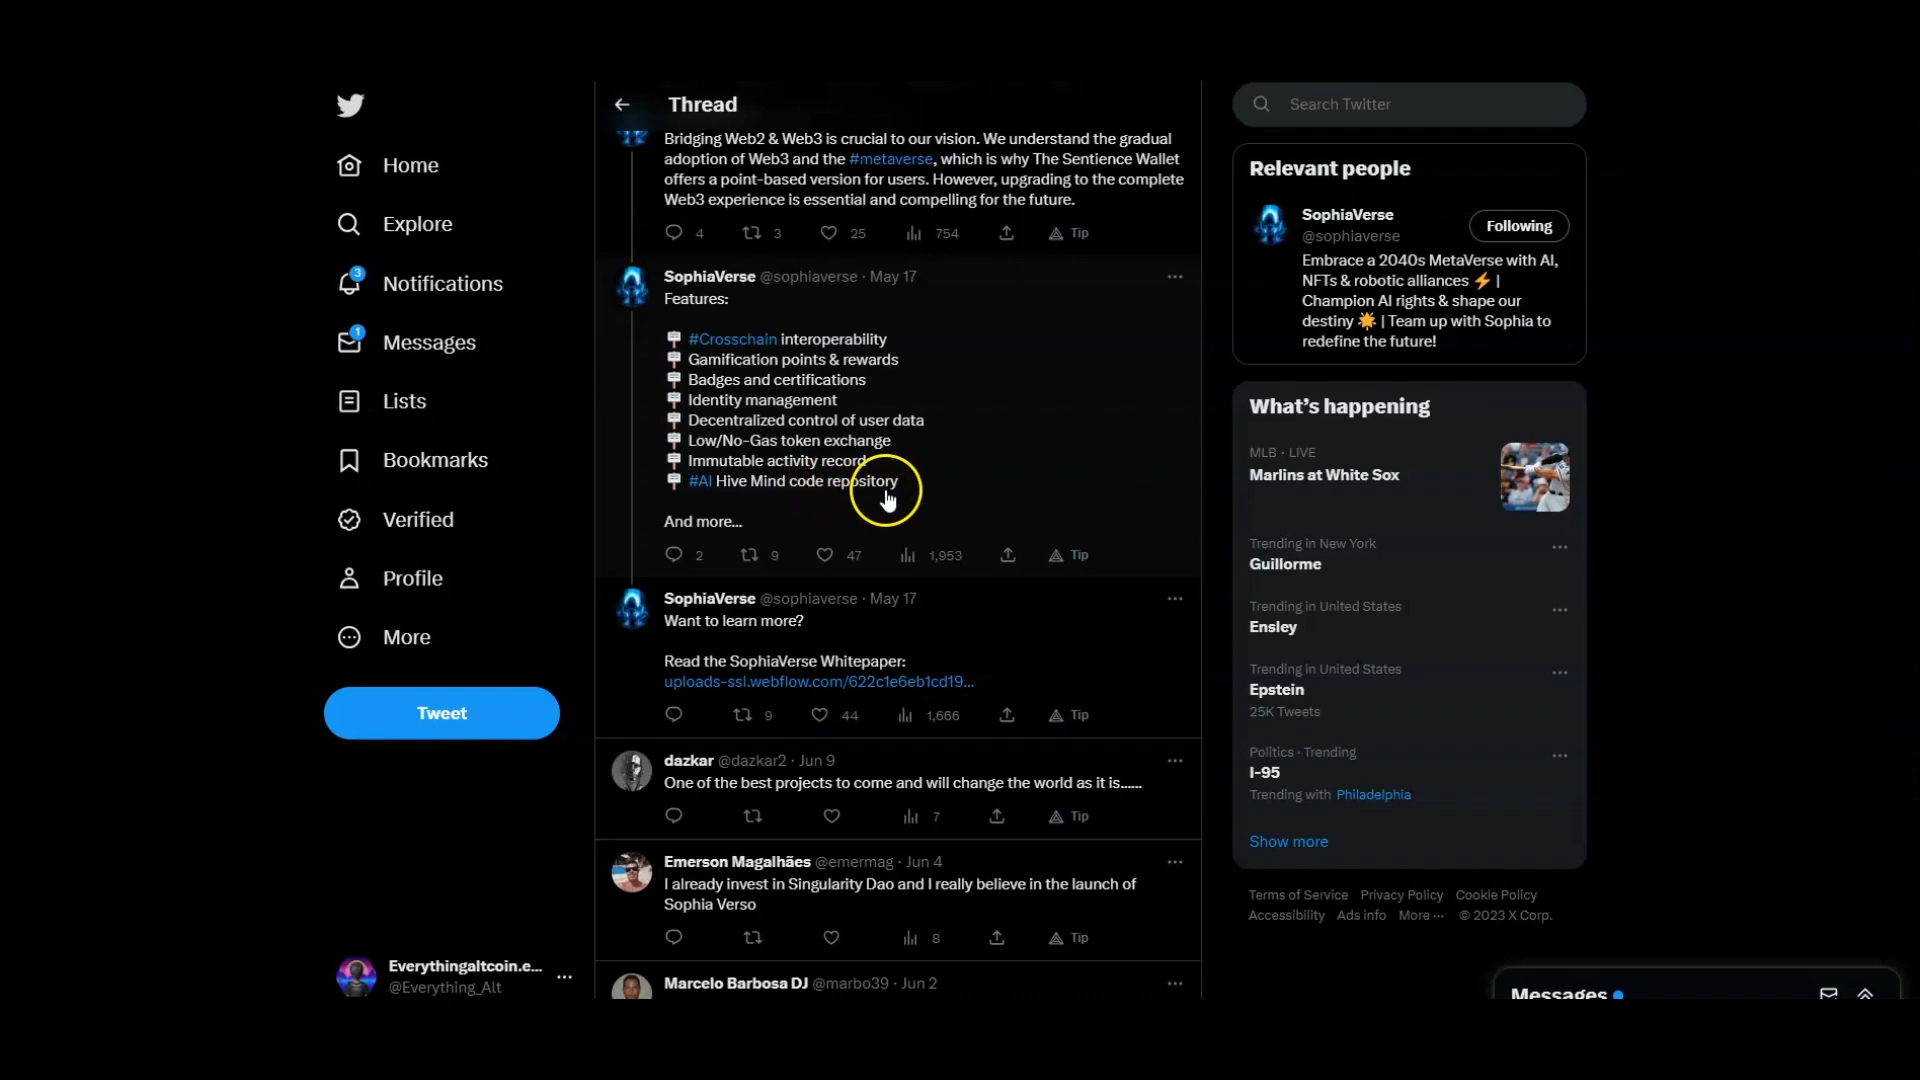 Home
Explore
3
Notifications
1
Messages
Lists
Bookmarks
Verified
Profile
More
Tweet
Everythingaltcoin.e...
@Everything_Alt
Thread
Bridging Web2 & Web3 is crucial to our vision. We understand the gradual
adoption of Web3 and the #metaverse, which is why The Sentience Wallet
offers a point-based version for users. However, upgrading to the complete
Web3 experience is essential and compelling for the future.
4 3 25 754 Tip
SophiaVerse @sophiaverse · May 17
Features:
#Crosschain interoperability
Gamification points & rewards
Badges and certifications
Identity management
Decentralized control of user data
Low/No-Gas token exchange
Immutable activity record
#AI Hive Mind code repository
And more...
2 9 47 1,953 Tip
SophiaVerse @sophiaverse · May 17
Want to learn more?
Read the SophiaVerse Whitepaper:
uploads-ssl.webflow.com/622c1e6eb1cd19...
9 44 1,666 Tip
dazkar @dazkar2 · Jun 9
One of the best projects to come and will change the world as it is......
7 Tip
Emerson Magalhães @emermag · Jun 4
I already invest in Singularity Dao and I really believe in the launch of
Sophia Verso
8 Tip
Marcelo Barbosa DJ @marbo39 · Jun 2
Search Twitter
Relevant people
SophiaVerse
@sophiaverse
Following
Embrace a 2040s MetaVerse with AI,
NFTs & robotic alliances ⚡ |
Champion AI rights & shape our
destiny 🌟 | Team up with Sophia to
redefine the future!
What's happening
MLB · LIVE
Marlins at White Sox
Trending in New York
Guillorme
Trending in United States
Ensley
Trending in United States
Epstein
25K Tweets
Politics · Trending
I-95
Trending with Philadelphia
Show more
Terms of Service Privacy Policy Cookie Policy
Accessibility Ads info More ··· © 2023 X Corp.
Messages